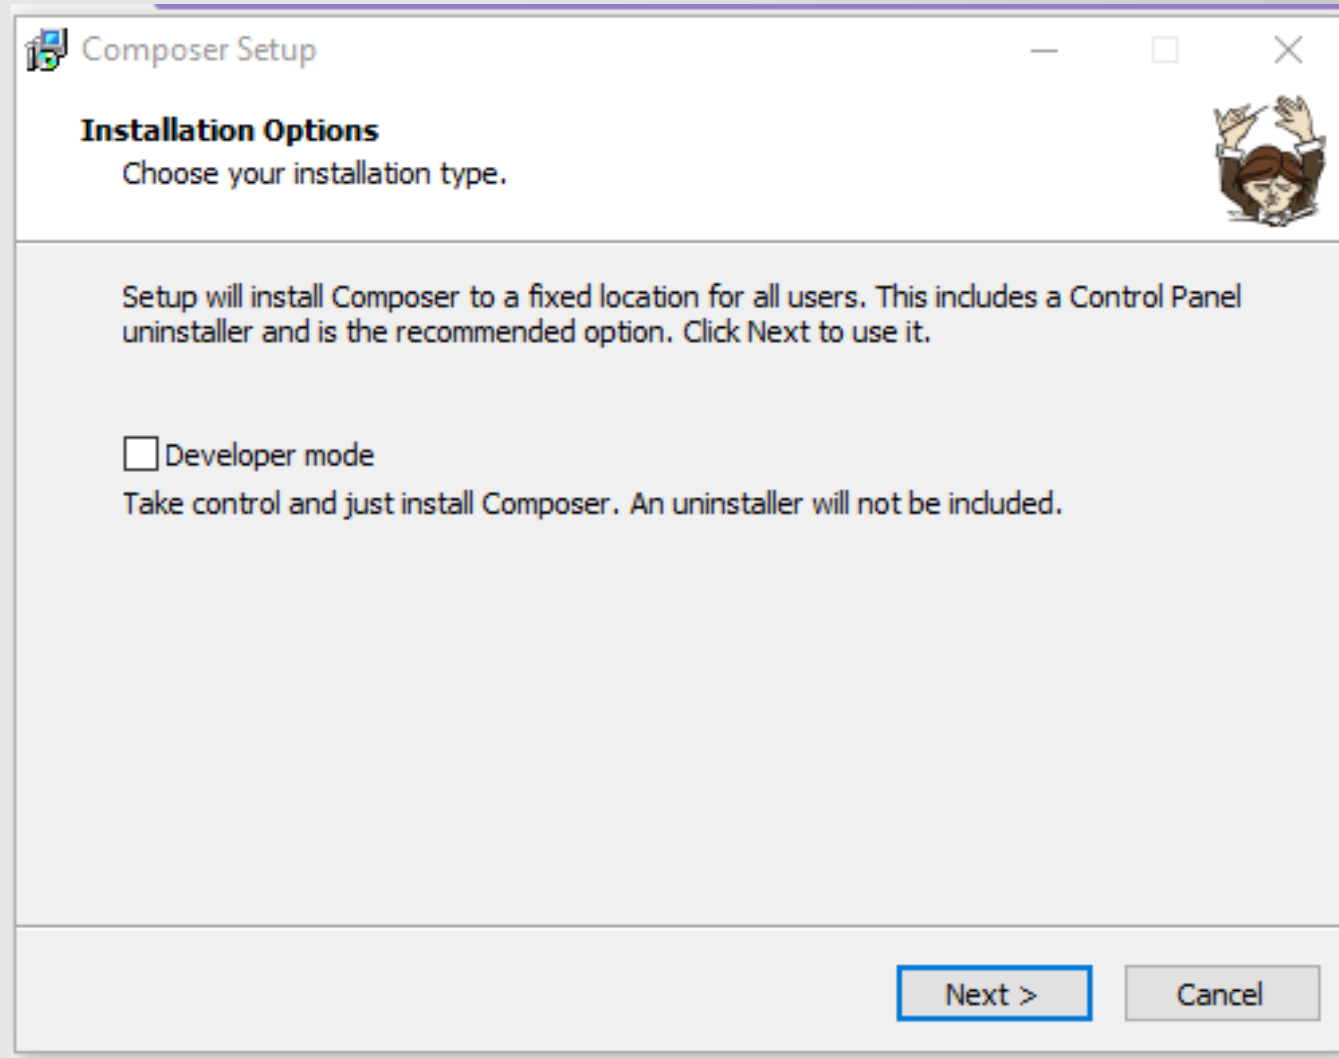 Composer Setup
Installation Options
Choose your installation type.
Setup will install Composer to a fixed location for all users. This includes a Control Panel
uninstaller and is the recommended option. Click Next to use it.
Developer mode
Take control and just install Composer. An uninstaller will not be included.
Next >
Cancel